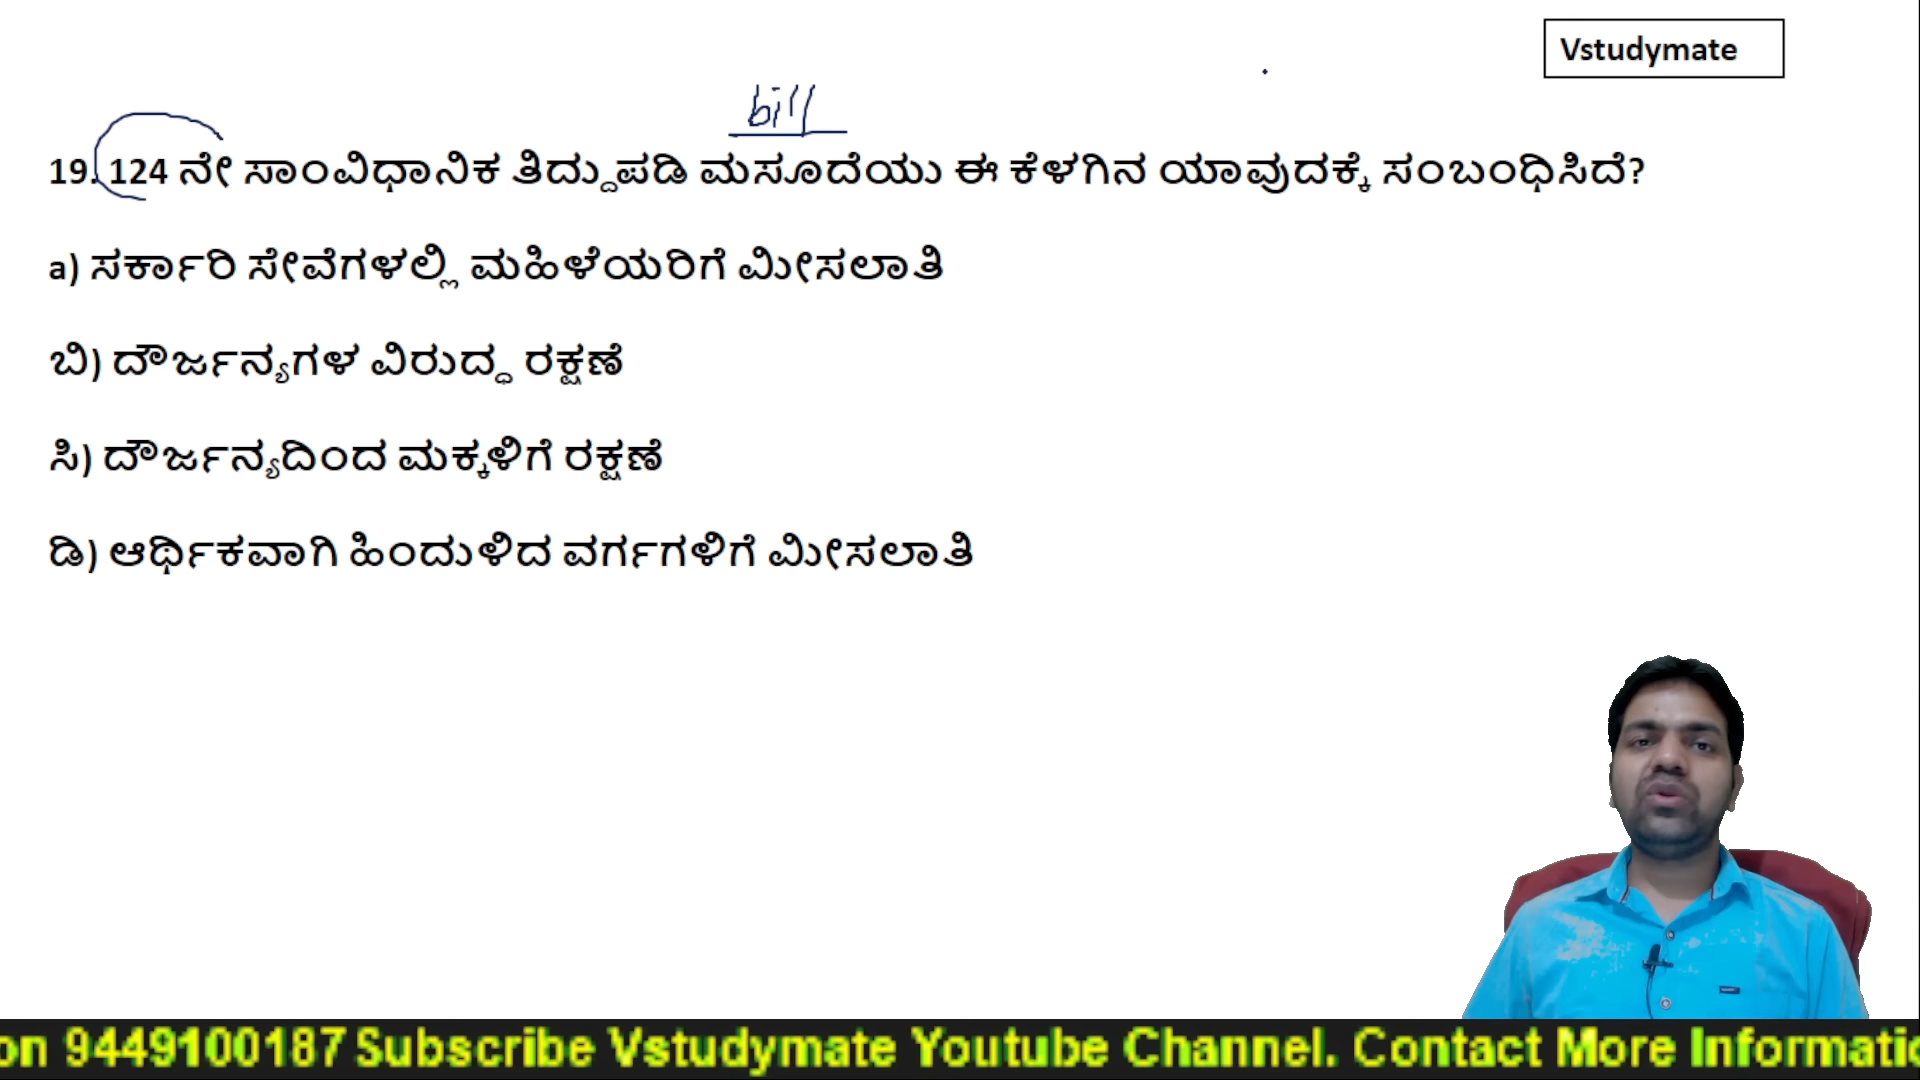 Vstudymate
bill
19. 124 ನೇ ಸಾಂವಿಧಾನಿಕ ತಿದ್ದುಪಡಿ ಮಸೂದೆಯು ಈ ಕೆಳಗಿನ ಯಾವುದಕ್ಕೆ ಸಂಬಂಧಿಸಿದೆ?
a) ಸರ್ಕಾರಿ ಸೇವೆಗಳಲ್ಲಿ ಮಹಿಳೆಯರಿಗೆ ಮೀಸಲಾತಿ
ಬಿ) ದೌರ್ಜನ್ಯಗಳ ವಿರುದ್ಧ ರಕ್ಷಣೆ
ಸಿ) ದೌರ್ಜನ್ಯದಿಂದ ಮಕ್ಕಳಿಗೆ ರಕ್ಷಣೆ
ಡಿ) ಆರ್ಥಿಕವಾಗಿ ಹಿಂದುಳಿದ ವರ್ಗಗಳಿಗೆ ಮೀಸಲಾತಿ
on 9449100187 Subscribe Vstudymate Youtube Channel. Contact More Informatio